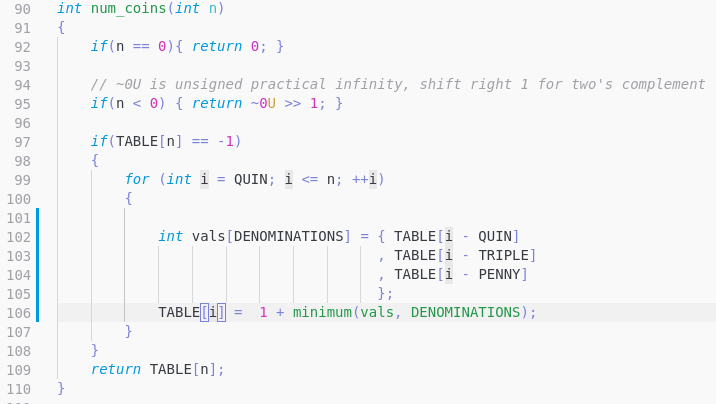 90 int num_coins(int n)
91 {
92 if(n == 0){ return 0; }
93
94 // ~0U is unsigned practical infinity, shift right 1 for two's complement
95 if(n < 0) { return ~0U >> 1; }
96
97 if(TABLE[n] == -1)
98 {
99 for (int i = QUIN; i <= n; ++i)
100 {
101
102 int vals[DENOMINATIONS] = { TABLE[i - QUIN]
103 , TABLE[i - TRIPLE]
104 , TABLE[i - PENNY]
105 };
106 TABLE[i] =  1 + minimum(vals, DENOMINATIONS);
107 }
108 }
109 return TABLE[n];
110 }